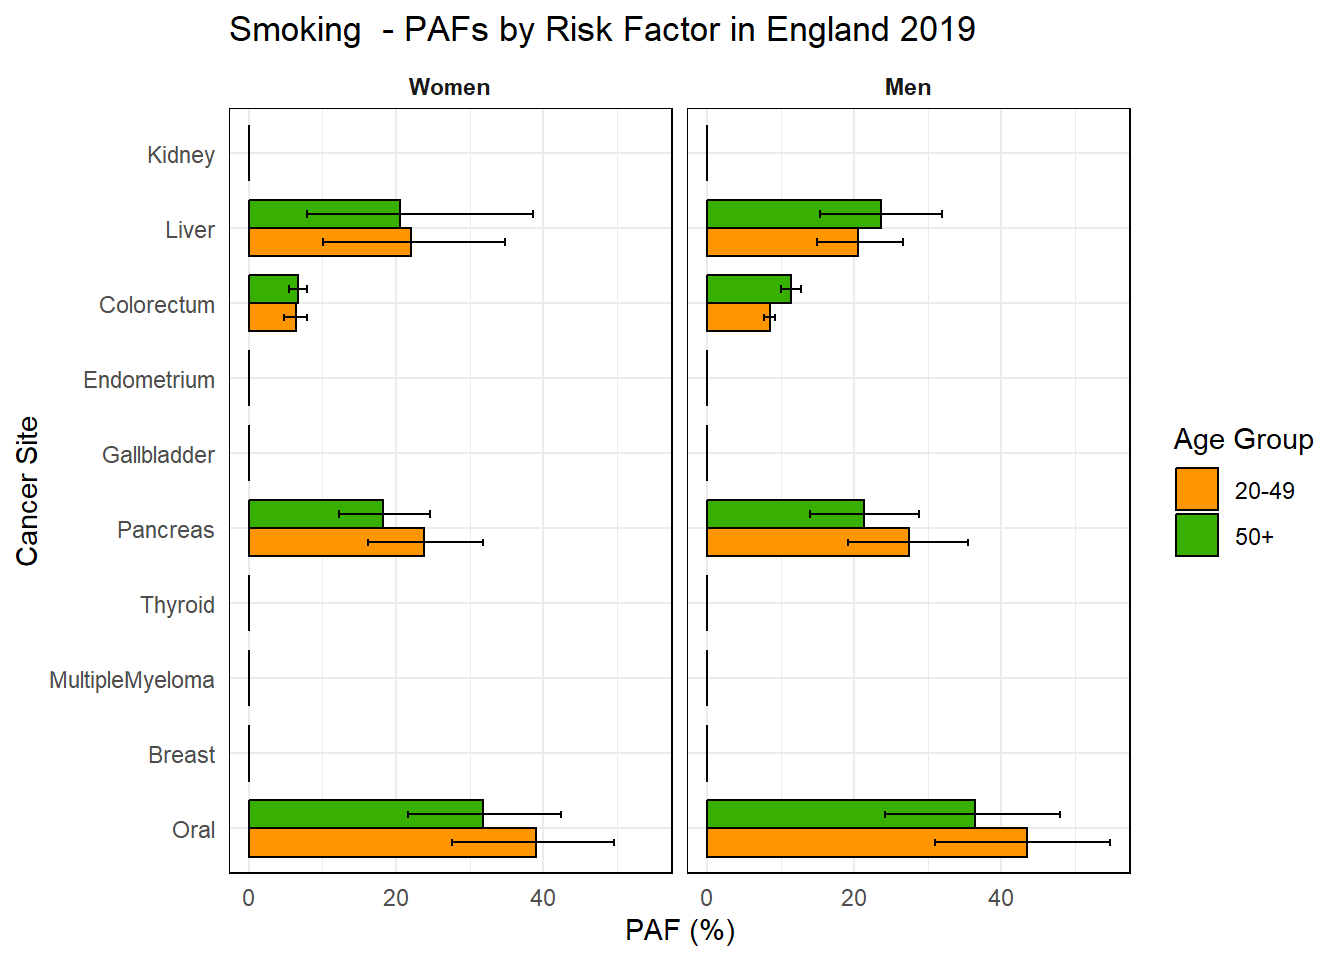 Smoking  - PAFs by Risk Factor in England 2019
Women
Men
Cancer Site
Kidney
Liver
Colorectum
Endometrium
Gallbladder
Pancreas
Thyroid
MultipleMyeloma
Breast
Oral
0 20 40
0 20 40
PAF (%)
Age Group
20-49
50+